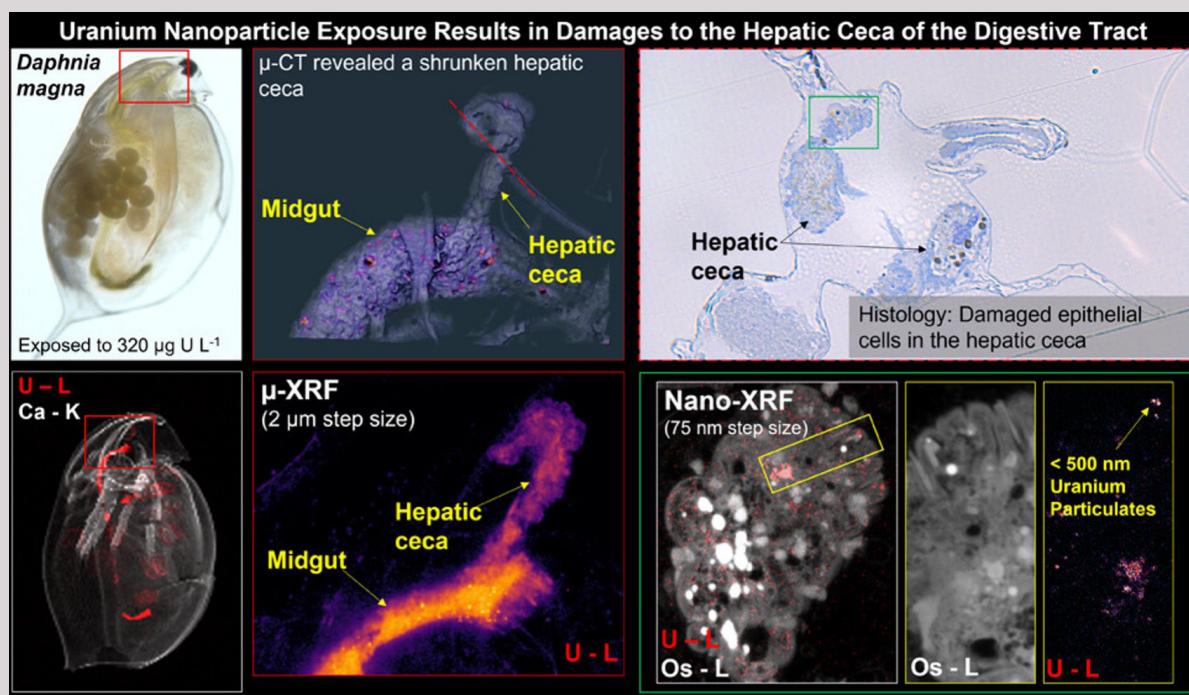 Uranium Nanoparticle Exposure Results in Damages to the Hepatic Ceca of the Digestive Tract
Daphnia
magna
Exposed to 320 µg U L⁻¹
µ-CT revealed a shrunken hepatic
ceca
Midgut
Hepatic
ceca
Hepatic
ceca
Histology: Damaged epithelial
cells in the hepatic ceca
U – L
Ca - K
µ-XRF
(2 µm step size)
Hepatic
ceca
Midgut
U - L
Nano-XRF
(75 nm step size)
U – L
Os - L
Os – L
< 500 nm
Uranium
Particulates
U - L